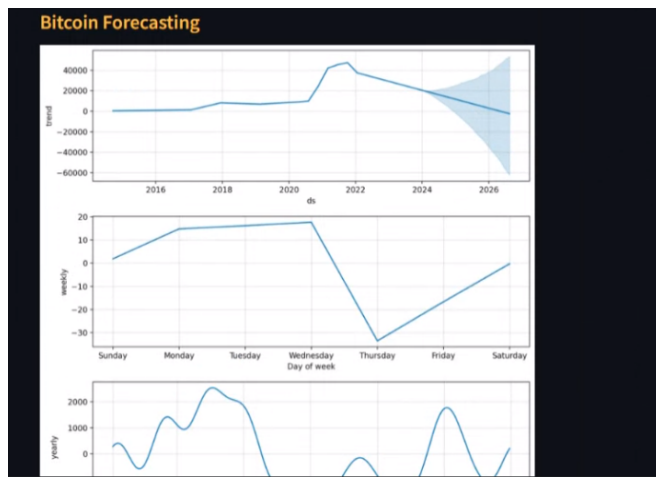 Bitcoin Forecasting
40000
20000
0
−20000
−40000
−60000
trend
2016 2018 2020 2022 2024 2026
ds
20
10
0
−10
−20
−30
weekly
Sunday Monday Tuesday Wednesday Thursday Friday Saturday
Day of week
2000
1000
0
yearly